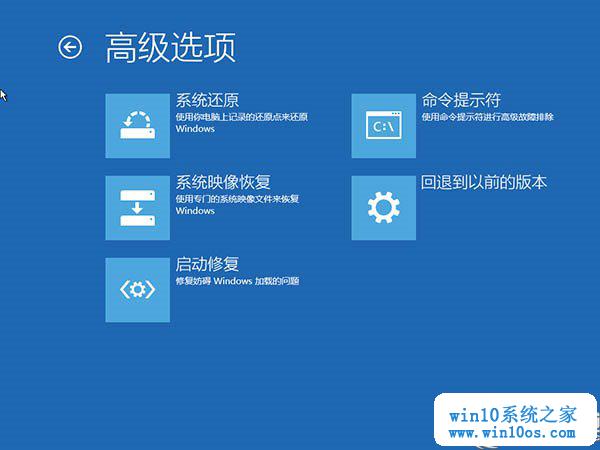 高级选项
系统还原
使用你电脑上记录的还原点来还原
Windows
命令提示符
使用命令提示符进行高级故障排除
C:\
系统映像恢复
使用专门的系统映像文件来恢复
Windows
回退到以前的版本
启动修复
修复妨碍 Windows 加载的问题
win10系统之家
www.win10os.com